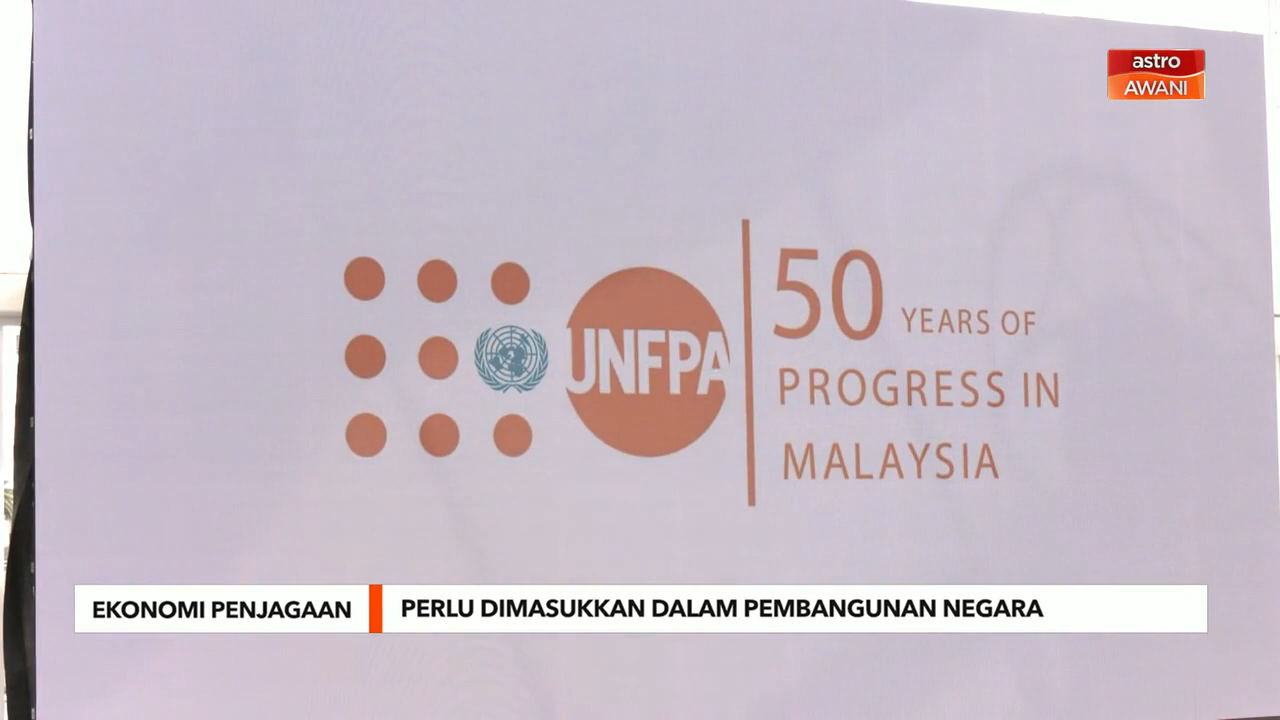 astro
AWANI
UNFPA
50 YEARS OF
PROGRESS IN
MALAYSIA
EKONOMI PENJAGAAN
PERLU DIMASUKKAN DALAM PEMBANGUNAN NEGARA